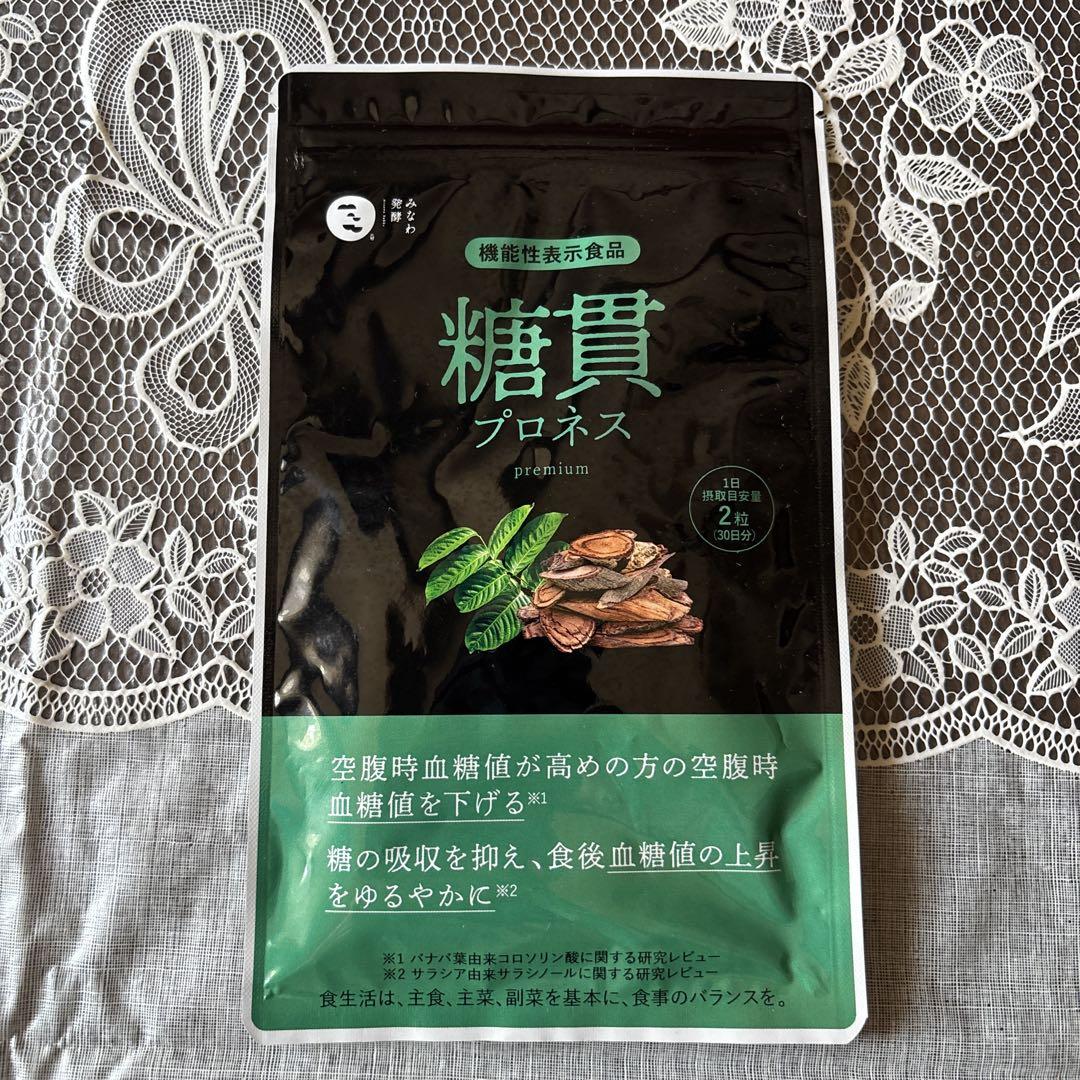 みなわ
発酵
機能性表示食品
糖貫
プロネス
premium
1日
摂取目安量
2粒
(30日分)
空腹時血糖値が高めの方の空腹時
血糖値を下げる※1
糖の吸収を抑え、食後血糖値の上昇
をゆるやかに※2
※1 バナバ葉由来コロソリン酸に関する研究レビュー
※2 サラシア由来サラシノールに関する研究レビュー
食生活は、主食、主菜、副菜を基本に、食事のバランスを。